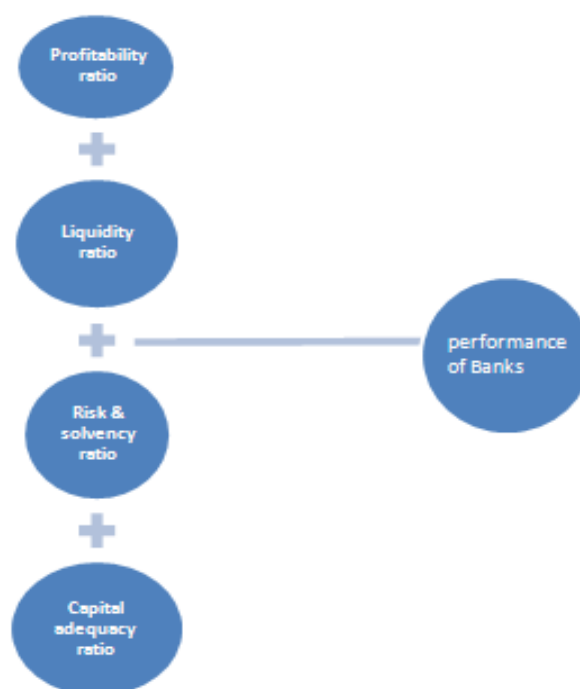 Profitability
ratio
Liquidity
ratio
performance
of Banks
Risk &
solvency
ratio
Capital
adequacy
ratio